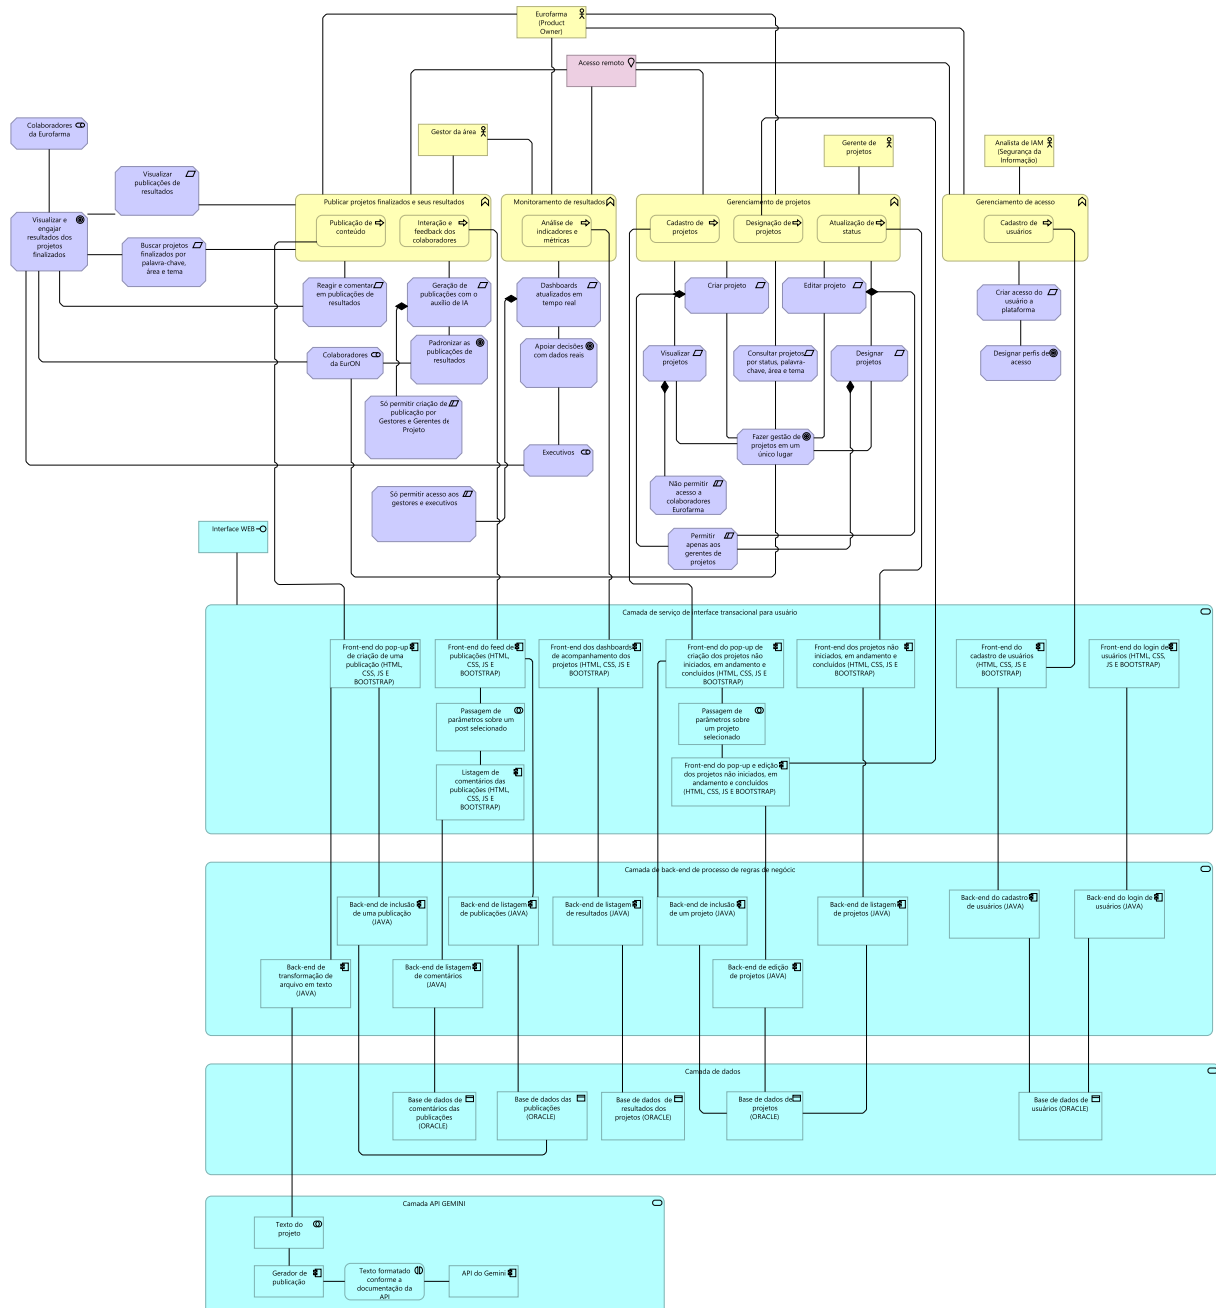 Eurofarma
(Product
Owner)
Acesso remoto
Colaboradores
da Eurofarma
Gestor da área
Gerente de
projetos
Analista de IAM
(Segurança da
Informação)
Visualizar
publicações de
resultados
Publicar projetos finalizados e seus resultados
Monitoramento de resultados
Gerenciamento de projetos
Gerenciamento de acesso
Visualizar e
engajar
resultados dos
projetos
finalizados
Publicação de
conteúdo
Interação e
feedback dos
colaboradores
Análise de
indicadores e
métricas
Cadastro de
projetos
Designação de
projetos
Atualização de
status
Cadastro de
usuários
Buscar projetos
finalizados por
palavra-chave,
área e tema
Reagir e comentar
em publicações de
resultados
Geração de
publicações com o
auxílio de IA
Dashboards
atualizados em
tempo real
Criar projeto
Editar projeto
Criar acesso do
usuário a
plataforma
Colaboradores
da EurON
Padronizar as
publicações de
resultados
Apoiar decisões
com dados reais
Visualizar
projetos
Consultar projetos
por status, palavra-
chave, área e tema
Designar
projetos
Designar perfis de
acesso
Só permitir criação de
publicação por
Gestores e Gerentes de
Projeto
Executivos
Fazer gestão de
projetos em um
único lugar
Só permitir acesso aos
gestores e executivos
Não permitir
acesso a
colaboradores
Eurofarma
Permitir
apenas aos
gerentes de
projetos
Interface WEB
Camada de serviço de interface transacional para usuário
Front-end do pop-up
de criação de uma
publicação (HTML,
CSS, JS E
BOOTSTRAP)
Front-end do feed de
publicações (HTML,
CSS, JS E
BOOTSTRAP)
Front-end dos dashboards
de acompanhamento dos
projetos (HTML, CSS, JS E
BOOTSTRAP)
Front-end do pop-up de
criação dos projetos não
iniciados, em andamento e
concluídos (HTML, CSS, JS E
BOOTSTRAP)
Front-end dos projetos não
iniciados, em andamento e
concluídos (HTML, CSS, JS E
BOOTSTRAP)
Front-end do
cadastro de usuários
(HTML, CSS, JS E
BOOTSTRAP)
Front-end do login de
usuários (HTML, CSS,
JS E BOOTSTRAP)
Passagem de
parâmetros sobre um
post selecionado
Passagem de
parâmetros sobre
um projeto
selecionado
Listagem de
comentários das
publicações (HTML,
CSS, JS E
BOOTSTRAP)
Front-end do pop-up e edição
dos projetos não iniciados, em
andamento e concluídos
(HTML, CSS, JS E BOOTSTRAP)
Camada de back-end de processo de regras de negócic
Back-end de inclusão
de uma publicação
(JAVA)
Back-end de listagem
de publicações (JAVA)
Back-end de listagem
de resultados (JAVA)
Back-end de inclusão
de um projeto (JAVA)
Back-end de listagem
de projetos (JAVA)
Back-end do cadastro
de usuários (JAVA)
Back-end do login de
usuários (JAVA)
Back-end de
transformação de
arquivo em texto
(JAVA)
Back-end de listagem
de comentários
(JAVA)
Back-end de edição
de projetos (JAVA)
Camada de dados
Base de dados de
comentários das
publicações
(ORACLE)
Base de dados das
publicações
(ORACLE)
Base de dados de
resultados dos
projetos (ORACLE)
Base de dados de
projetos
(ORACLE)
Base de dados de
usuários (ORACLE)
Camada API GEMINI
Texto do
projeto
Gerador de
publicação
Texto formatado
conforme a
documentação da
API
API do Gemini